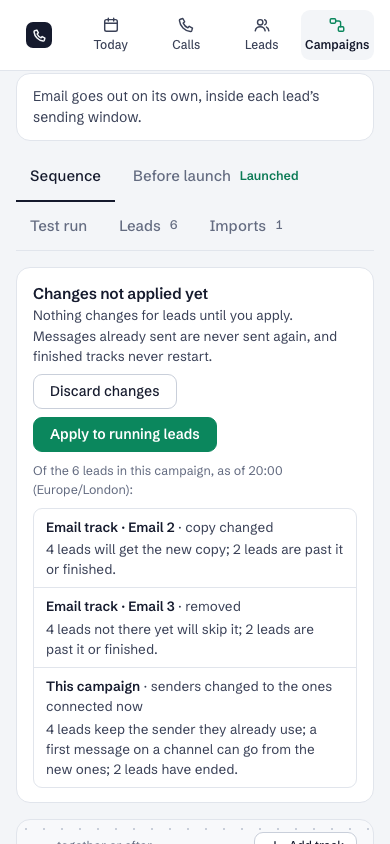 Today
Calls
Leads
Campaigns
Email goes out on its own, inside each lead's
sending window.
Sequence
Before launch Launched
Test run
Leads 6
Imports 1
Changes not applied yet
Nothing changes for leads until you apply.
Messages already sent are never sent again, and
finished tracks never restart.
Discard changes
Apply to running leads
Of the 6 leads in this campaign, as of 20:00
(Europe/London):
Email track · Email 2 · copy changed
4 leads will get the new copy; 2 leads are past it
or finished.
Email track · Email 3 · removed
4 leads not there yet will skip it; 2 leads are
past it or finished.
This campaign · senders changed to the ones
connected now
4 leads keep the sender they already use; a
first message on a channel can go from the
new ones; 2 leads have ended.
together or after
Add track